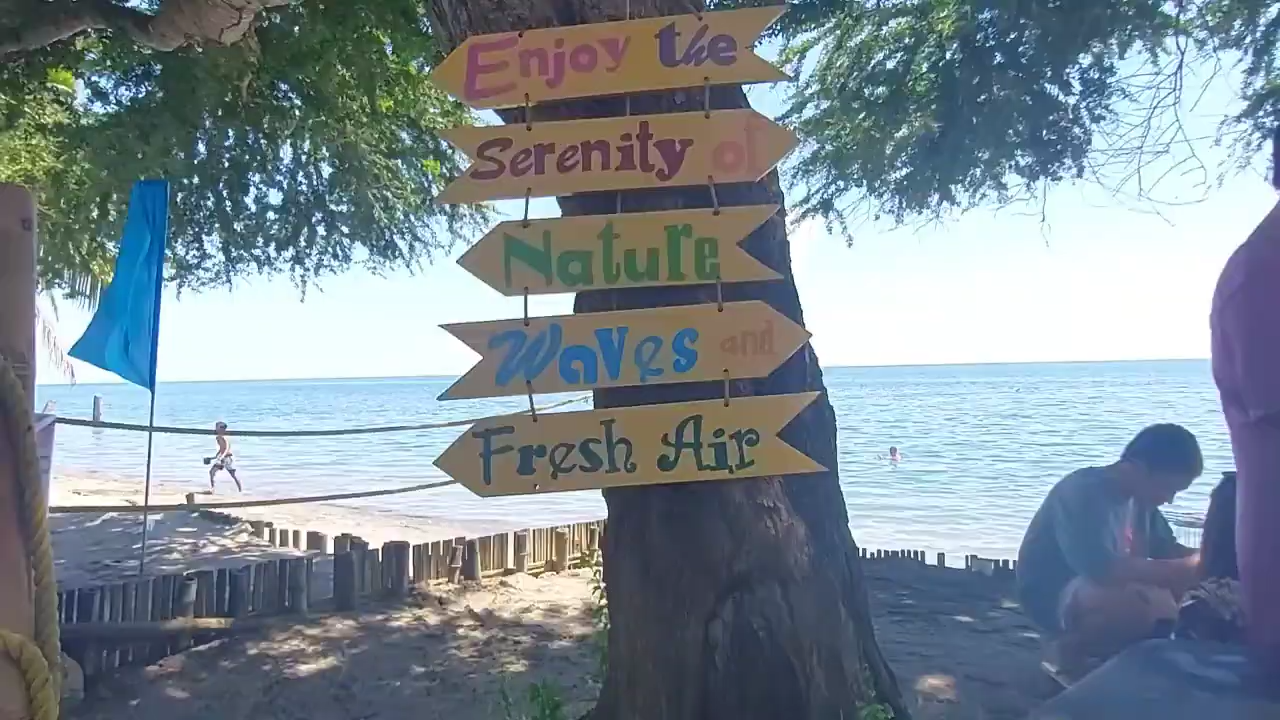 Enjoy the
Serenity of
Nature
Waves and
Fresh Air